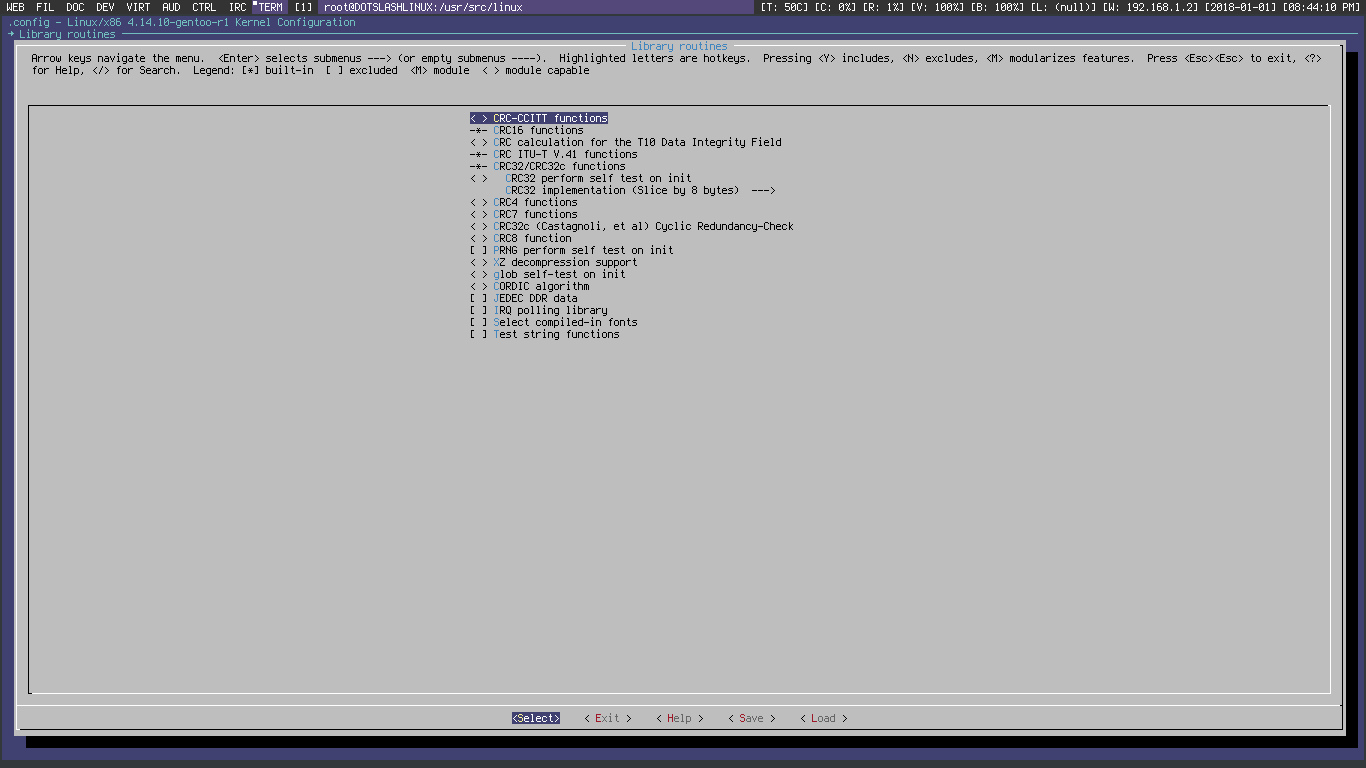 WEB FIL DOC DEV VIRT AUD CTRL IRC TERM [1] root@DOTSLASHLINUX:/usr/src/linux [T: 50C] [C: 0%] [R: 1%] [V: 100%] [B: 100%] [L: (null)] [W: 192.168.1.2] [2018-01-01] [08:44:10 PM]
.config - Linux/x86 4.14.10-gentoo-r1 Kernel Configuration
→ Library routines
Library routines
Arrow keys navigate the menu. <Enter> selects submenus ---> (or empty submenus ----). Highlighted letters are hotkeys. Pressing <Y> includes, <N> excludes, <M> modularizes features. Press <Esc><Esc> to exit, <?>
for Help, </> for Search. Legend: [*] built-in [ ] excluded <M> module < > module capable
< > CRC-CCITT functions
-*- CRC16 functions
< > CRC calculation for the T10 Data Integrity Field
-*- CRC ITU-T V.41 functions
-*- CRC32/CRC32c functions
< > CRC32 perform self test on init
CRC32 implementation (Slice by 8 bytes) --->
< > CRC4 functions
< > CRC7 functions
< > CRC32c (Castagnoli, et al) Cyclic Redundancy-Check
< > CRC8 function
[ ] PRNG perform self test on init
< > XZ decompression support
< > glob self-test on init
< > CORDIC algorithm
[ ] JEDEC DDR data
[ ] IRQ polling library
[ ] Select compiled-in fonts
[ ] Test string functions
<Select> < Exit > < Help > < Save > < Load >